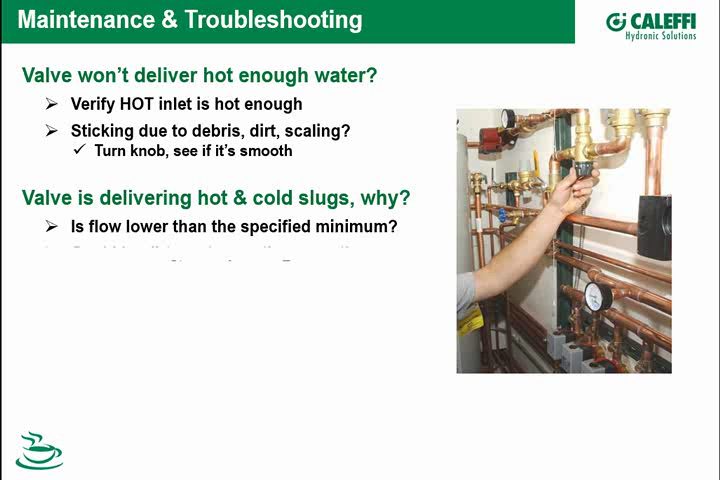 Maintenance & Troubleshooting
CALEFFI
Hydronic Solutions
Valve won't deliver hot enough water?
Verify HOT inlet is hot enough
Sticking due to debris, dirt, scaling?
Turn knob, see if it's smooth
Valve is delivering hot & cold slugs, why?
Is flow lower than the specified minimum?